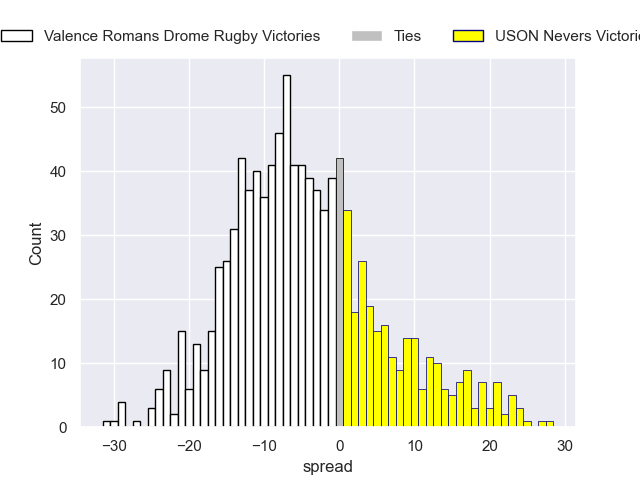 Valence Romans Drome Rugby Victories Ties USON Nevers Victorie
50
40
30
20
10
0
Count
−30 −20 −10 0 10 20 30
spread